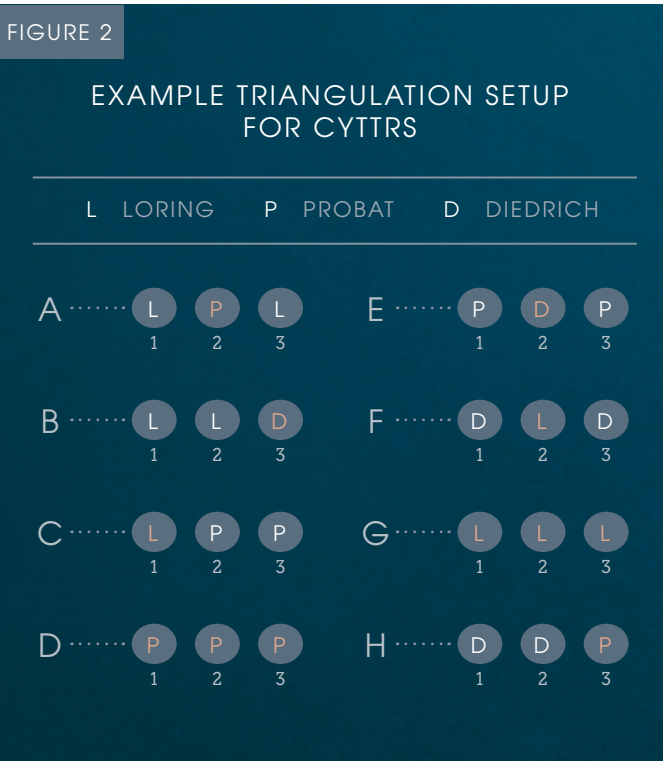 FIGURE 2
EXAMPLE TRIANGULATION SETUP
FOR CYTTRS
L LORING P PROBAT D DIEDRICH
A L P L E P D P
1 2 3 1 2 3
B L L D F D L D
1 2 3 1 2 3
C L P P G L L L
1 2 3 1 2 3
D P P P H D D P
1 2 3 1 2 3